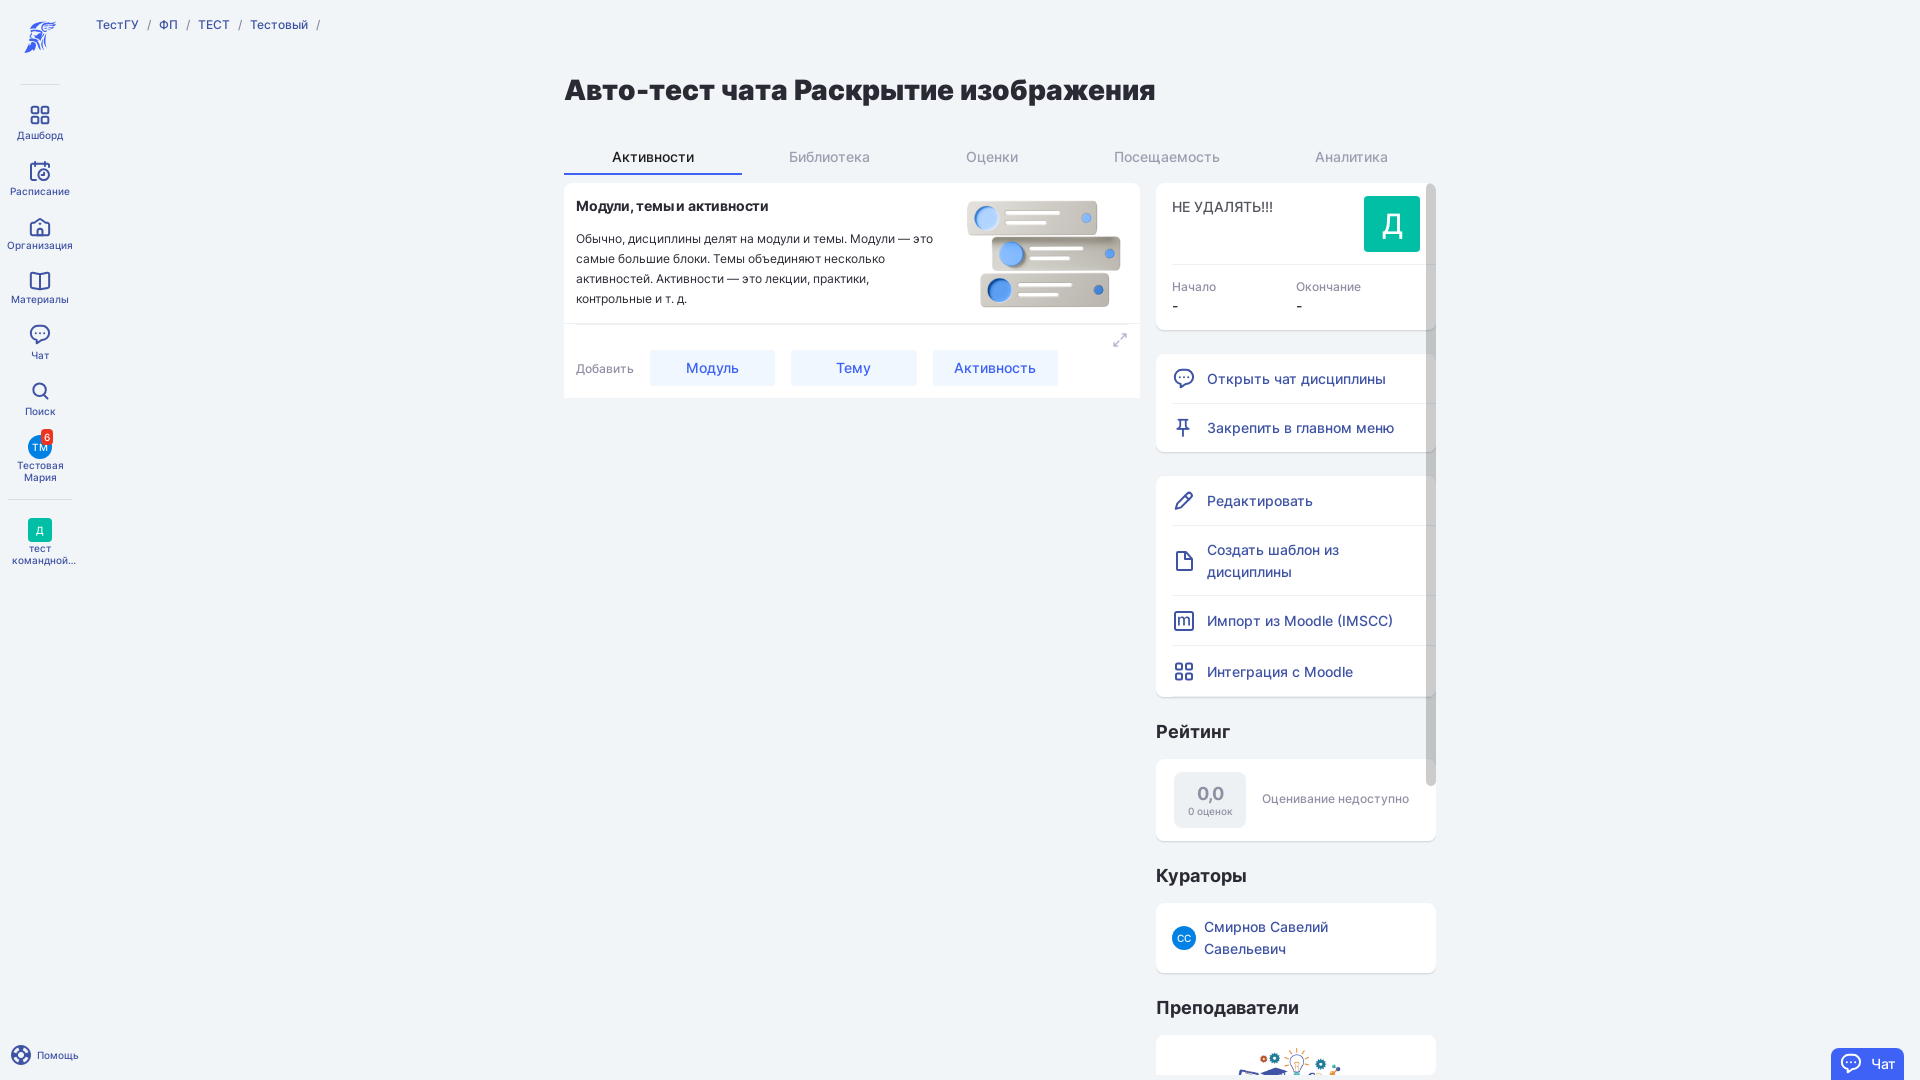 ТестГУ / ФП / ТЕСТ / Тестовый /
Дашборд
Расписание
Организация
Материалы
Чат
Поиск
ТМ
6
Тестовая
Мария
Д
тест
командной...
Помощь
Авто-тест чата Раскрытие изображения
Активности
Библиотека
Оценки
Посещаемость
Аналитика
Модули, темы и активности
Обычно, дисциплины делят на модули и темы. Модули — это
самые большие блоки. Темы объединяют несколько
активностей. Активности — это лекции, практики,
контрольные и т. д.
Добавить
Модуль
Тему
Активность
НЕ УДАЛЯТЬ!!!
Д
Начало
Окончание
-
-
Открыть чат дисциплины
Закрепить в главном меню
Редактировать
Создать шаблон из
дисциплины
Импорт из Moodle (IMSCC)
Интеграция с Moodle
Рейтинг
0,0
0 оценок
Оценивание недоступно
Кураторы
СС
Смирнов Савелий
Савельевич
Преподаватели
Чат